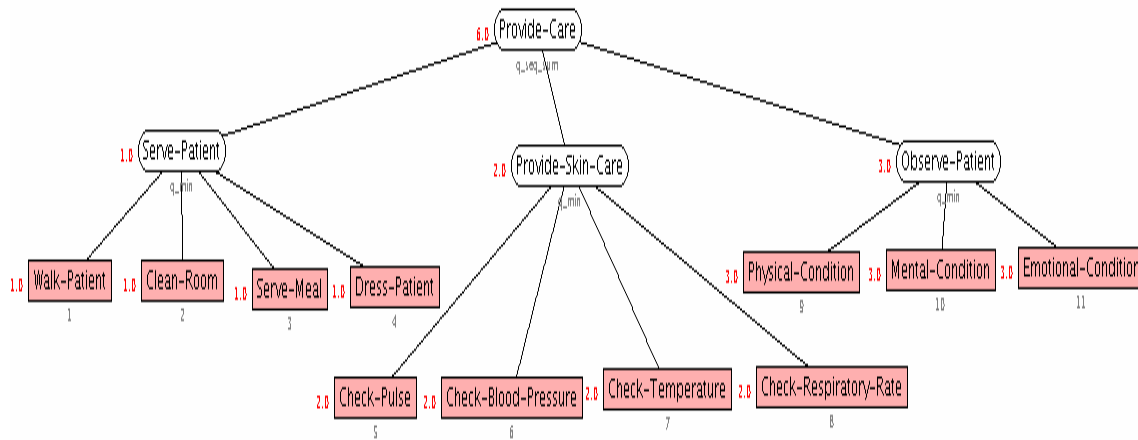 Provide-Care
6.0
q_seq_sum
Serve-Patient
1.0
q_min
Provide-Skin-Care
2.0
q_min
Observe-Patient
3.0
q_min
1.0 Walk-Patient
1
1.0 Clean-Room
2
1.0 Serve-Meal
3
1.0 Dress-Patient
4
2.0 Check-Pulse
5
2.0 Check-Blood-Pressure
6
2.0 Check-Temperature
7
2.0 Check-Respiratory-Rate
8
3.0 Physical-Condition
9
3.0 Mental-Condition
10
3.0 Emotional-Condition
11